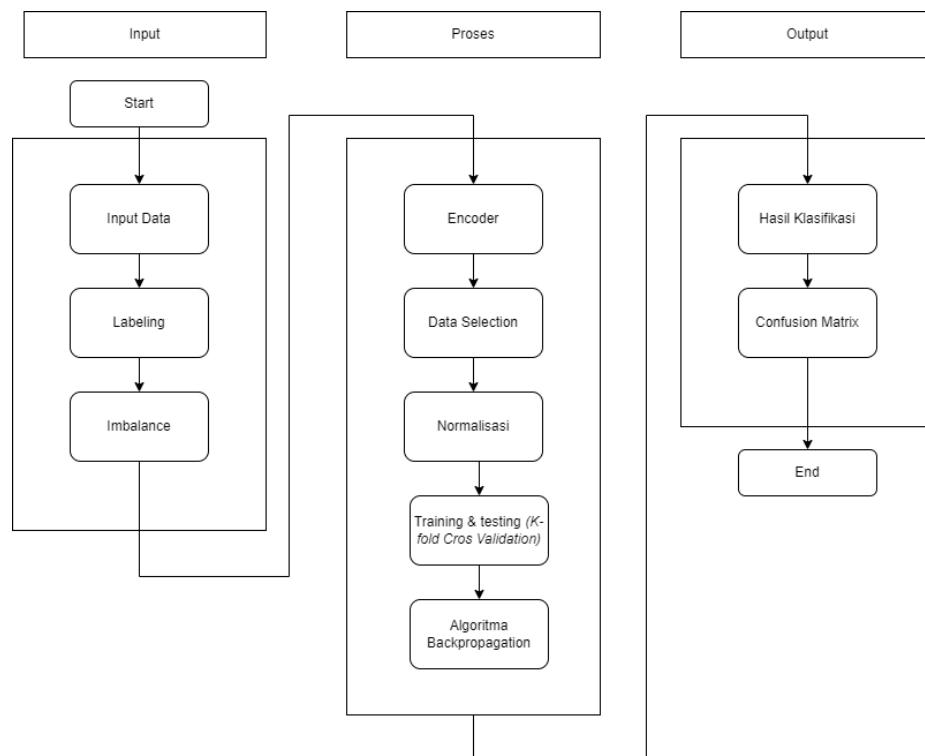 Input
Proses
Output
Start
Input Data
Labeling
Imbalance
Encoder
Data Selection
Normalisasi
Training & testing (K-
fold Cros Validation)
Algoritma
Backpropagation
Hasil Klasifikasi
Confusion Matrix
End